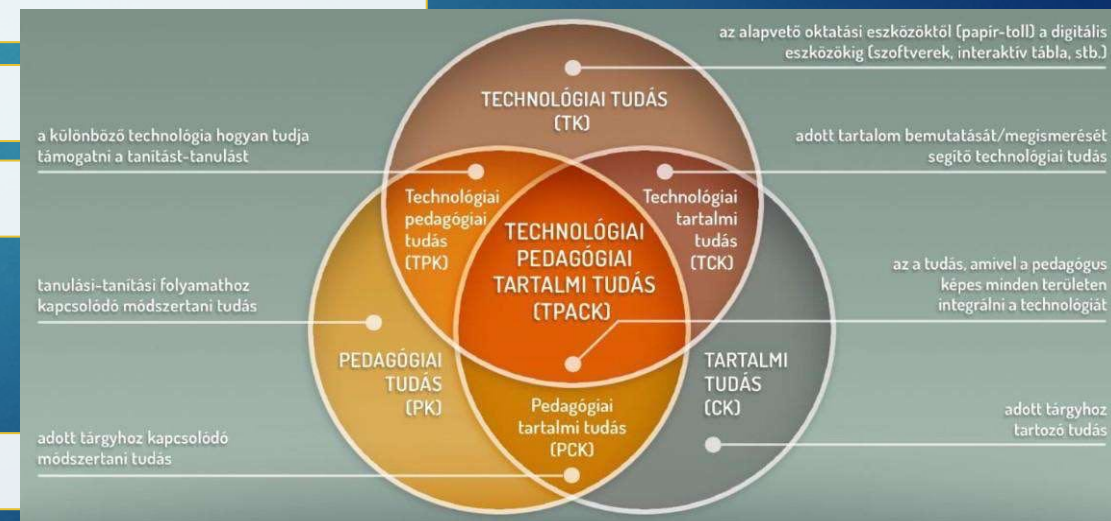 az alapvető oktatási eszközöktől (papír-toll) a digitális
eszközökig (szoftverek, interaktív tábla, stb.)
TECHNOLÓGIAI TUDÁS
(TK)
a különböző technológia hogyan tudja
támogatni a tanítást-tanulást
adott tartalom bemutatását/megismerését
segítő technológiai tudás
Technológiai
pedagógiai
tudás
(TPK)
Technológiai
tartalmi
tudás
(TCK)
TECHNOLÓGIAI
PEDAGÓGIAI
TARTALMI TUDÁS
(TPACK)
az a tudás, amivel a pedagógus
képes minden területen
integrálni a technológiát
tanulási-tanítási folyamathoz
kapcsolódó módszertani tudás
PEDAGÓGIAI
TUDÁS
(PK)
TARTALMI
TUDÁS
(CK)
Pedagógiai
tartalmi tudás
(PCK)
adott tárgyhoz
tartozó tudás
adott tárgyhoz kapcsolódó
módszertani tudás